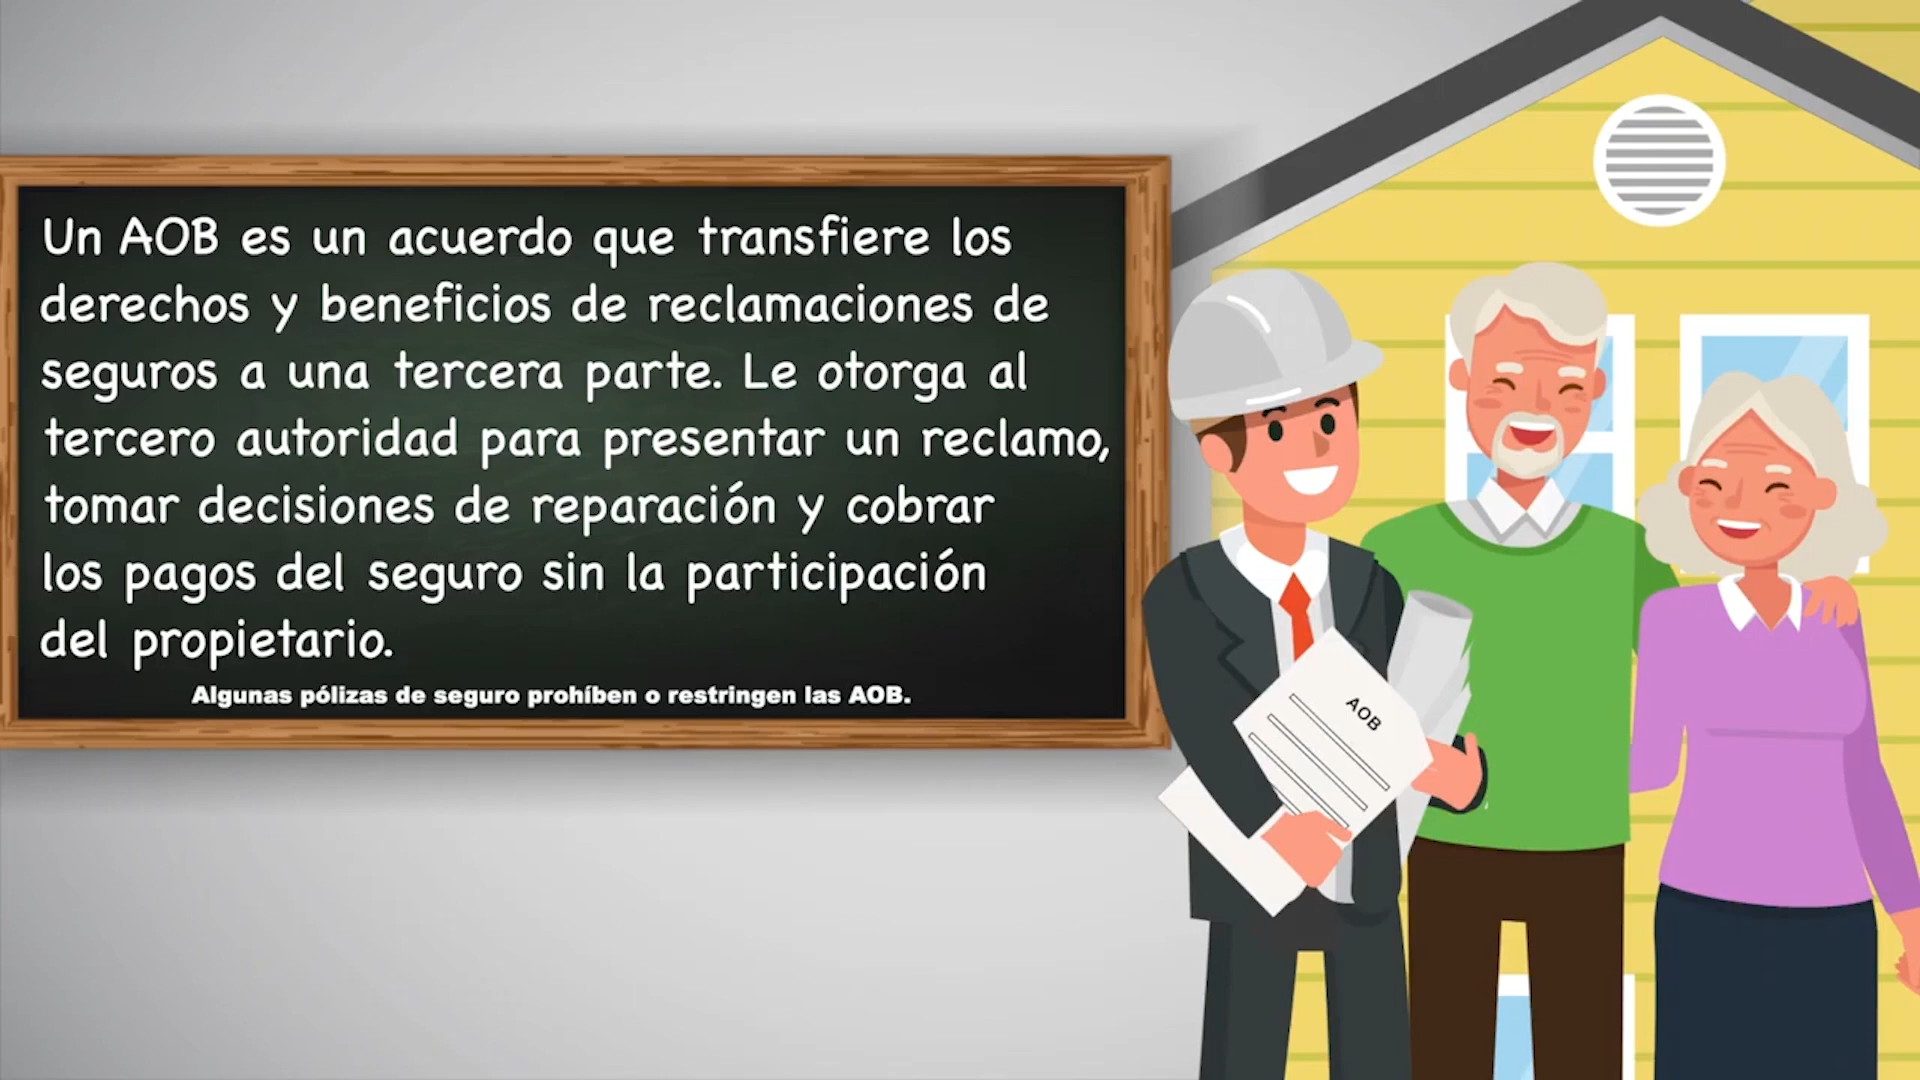 Un AOB es un acuerdo que transfiere los
derechos y beneficios de reclamaciones de
seguros a una tercera parte. Le otorga al
tercero autoridad para presentar un reclamo,
tomar decisiones de reparación y cobrar
los pagos del seguro sin la participación
del propietario.
Algunas pólizas de seguro prohíben o restringen las AOB.
AOB